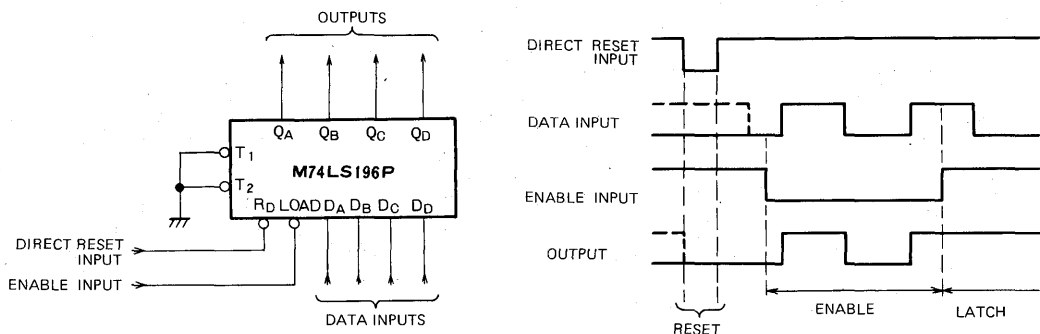 OUTPUTS
QA QB QC QD
T1
M74LS196P
T2
RD LOAD DA DB DC DD
DIRECT RESET
INPUT
ENABLE INPUT
DATA INPUTS
DIRECT RESET
INPUT
DATA INPUT
ENABLE INPUT
OUTPUT
ENABLE
LATCH
RESET